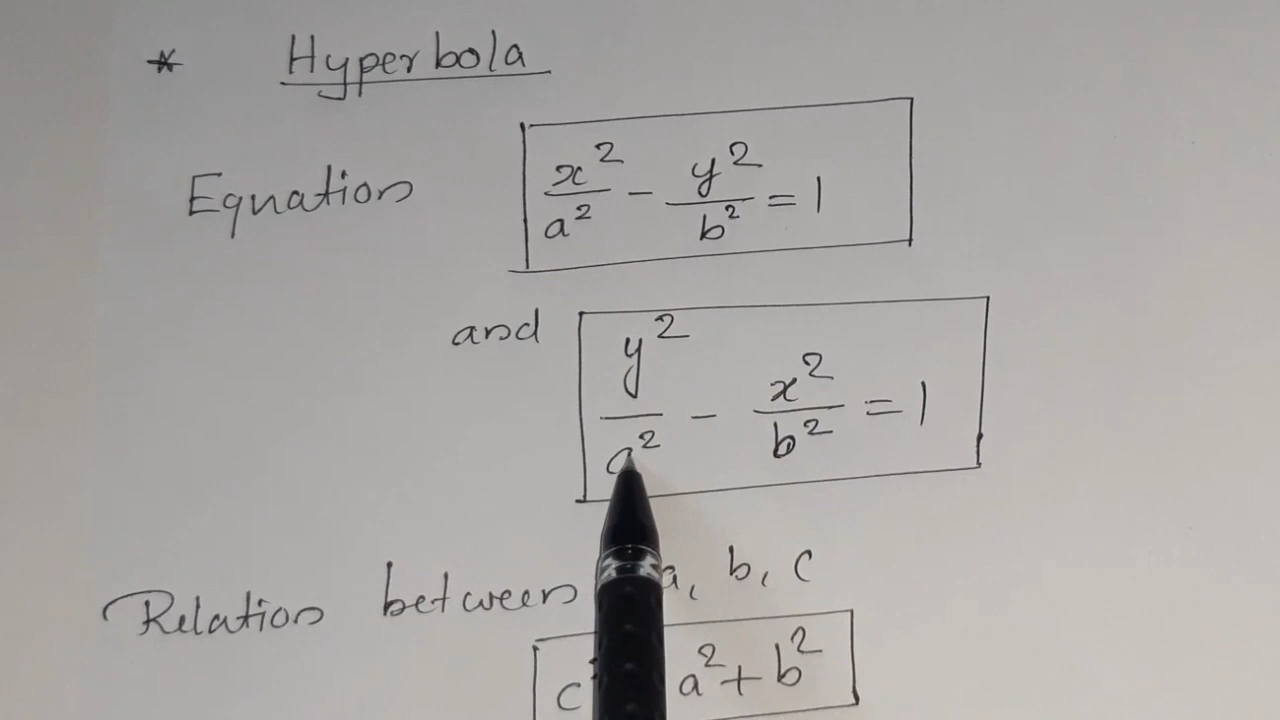 * Hyperbola
Equation x²/a² - y²/b² = 1
and y²/a² - x²/b² = 1
Relation between a, b, c
c a² + b²